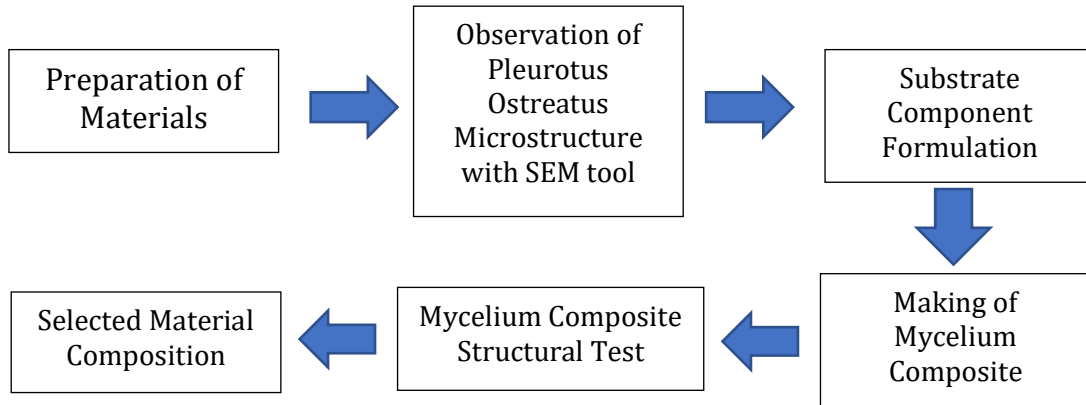 Preparation of
Materials
Observation of
Pleurotus
Ostreatus
Microstructure
with SEM tool
Substrate
Component
Formulation
Making of
Mycelium
Composite
Mycelium Composite
Structural Test
Selected Material
Composition